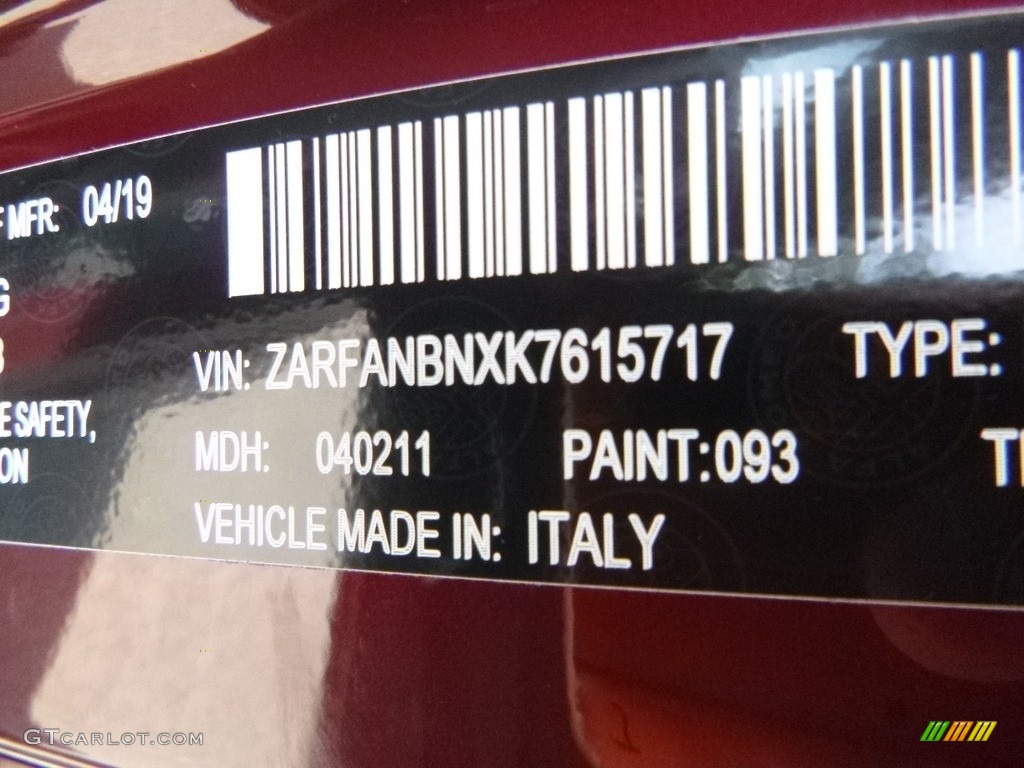 F MFR: 04/19
G
VIN: ZARFANBNXK7615717 TYPE:
E SAFETY,
MDH: 040211 PAINT:093
ON
VEHICLE MADE IN: ITALY
GTCARLOT.COM